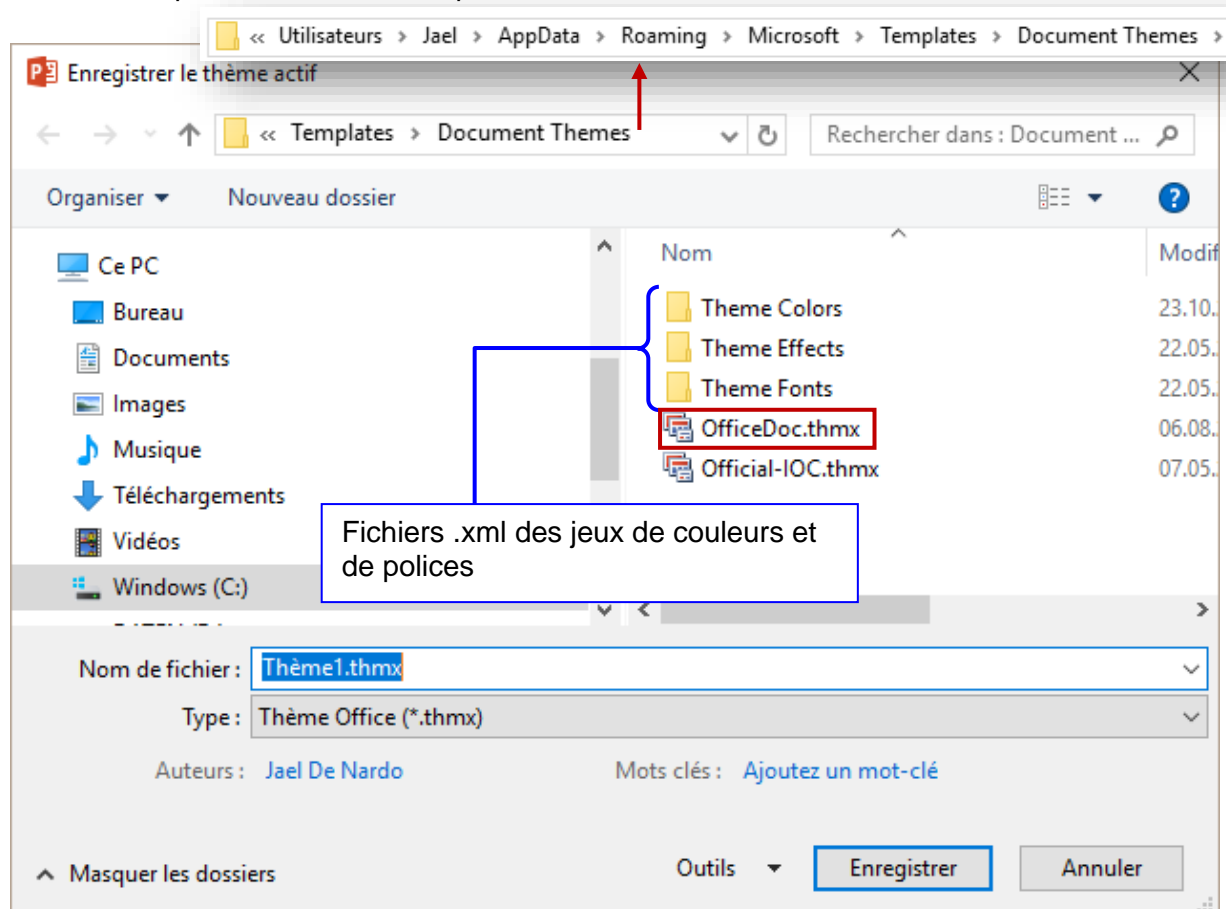 « Utilisateurs > Jael > AppData > Roaming > Microsoft > Templates > Document Themes >
Enregistrer le thème actif
« Templates > Document Themes
Rechercher dans : Document ...
Organiser
Nouveau dossier
?
Ce PC
Bureau
Documents
Images
Musique
Téléchargements
Vidéos
Windows (C:)
Nom
Modif
Theme Colors
23.10.
Theme Effects
22.05.
Theme Fonts
22.05.
OfficeDoc.thmx
06.08.
Official-IOC.thmx
07.05.
Fichiers .xml des jeux de couleurs et
de polices
Nom de fichier : Thème1.thmx
Type : Thème Office (*.thmx)
Auteurs : Jael De Nardo
Mots clés : Ajoutez un mot-clé
Masquer les dossiers
Outils
Enregistrer
Annuler